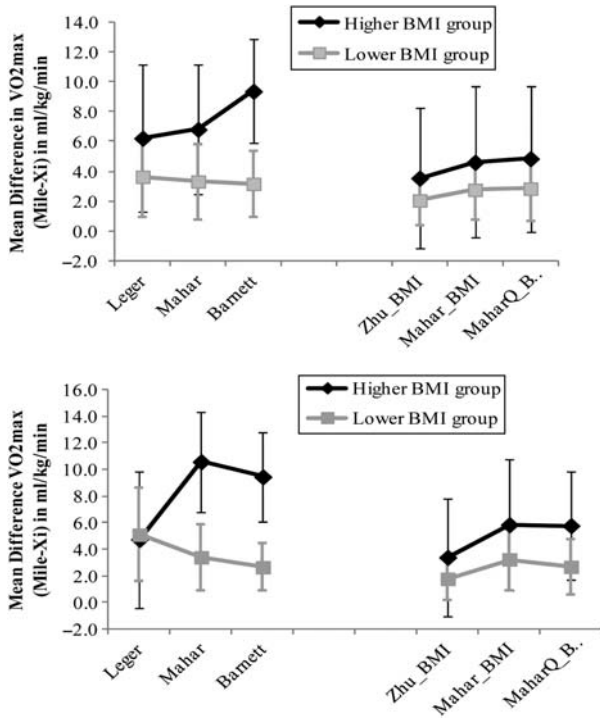 Mean Difference in VO2max
(Mile-Xi) in ml/kg/min
14.0
12.0
10.0
8.0
6.0
4.0
2.0
0.0
–2.0
Higher BMI group
Lower BMI group
Leger
Mahar
Barnett
Zhu_BMI
Mahar_BMI
MaharQ_B..
Mean Difference VO2max
(Mile-Xi) in ml/kg/min
16.0
14.0
12.0
10.0
8.0
6.0
4.0
2.0
0.0
–2.0
Higher BMI group
Lower BMI group
Leger
Mahar
Barnett
Zhu_BMI
Mahar_BMI
MaharQ_B..